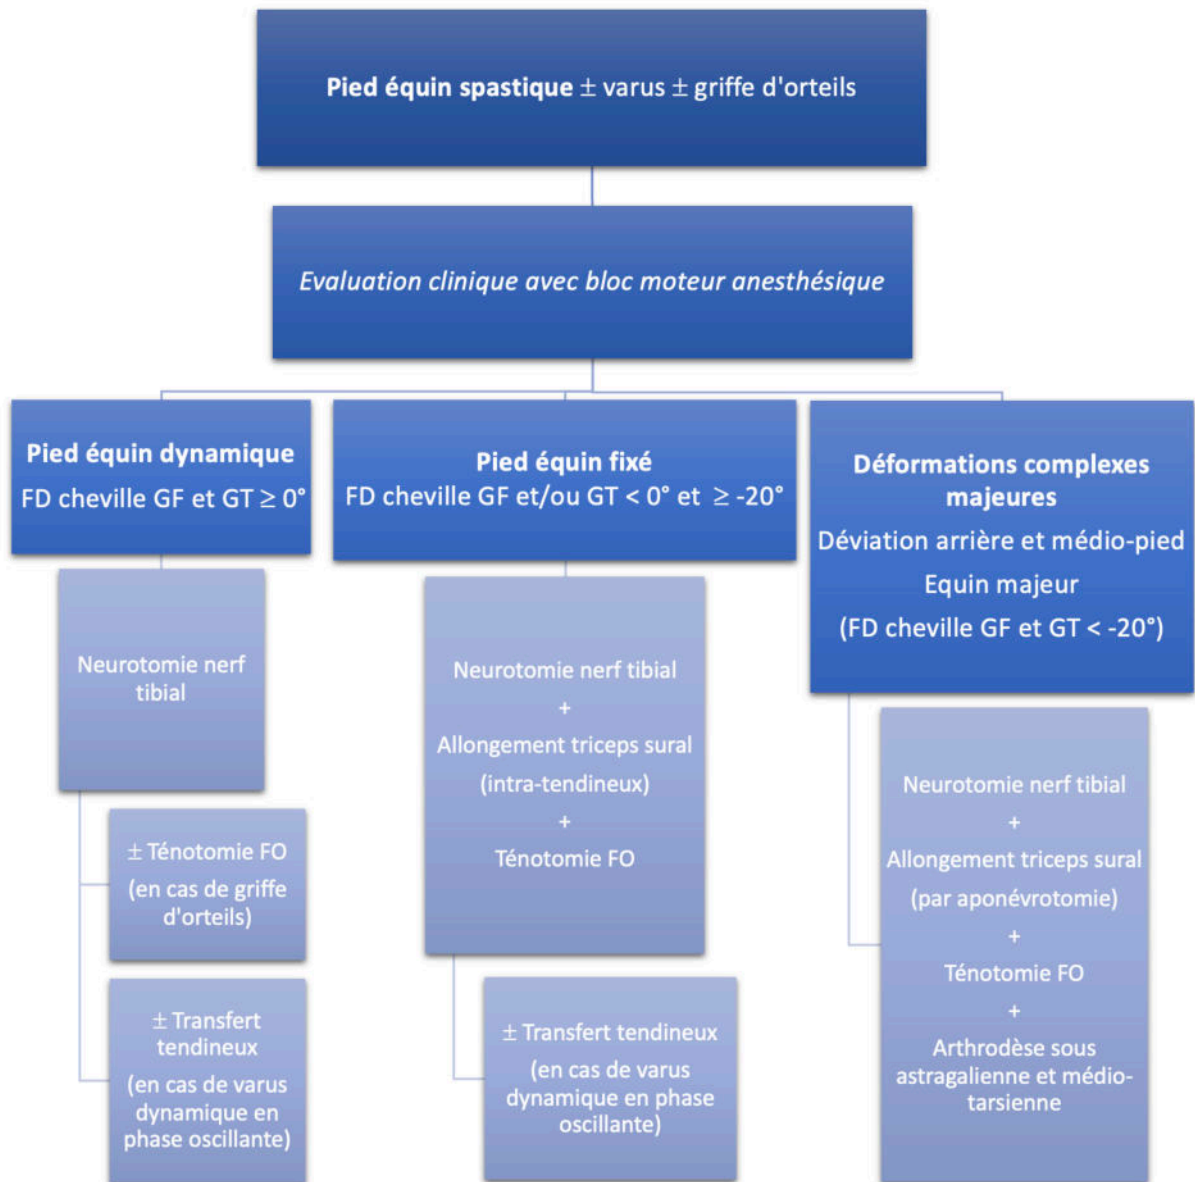 Pied équin spastique ± varus ± griffe d'orteils
Evaluation clinique avec bloc moteur anesthésique
Pied équin dynamique
FD cheville GF et GT ≥ 0°
Neurotomie nerf
tibial
± Ténotomie FO
(en cas de griffe
d'orteils)
± Transfert
tendineux
(en cas de varus
dynamique en
phase oscillante)
Pied équin fixé
FD cheville GF et/ou GT < 0° et ≥ -20°
Neurotomie nerf tibial
+
Allongement triceps sural
(intra-tendineux)
+
Ténotomie FO
± Transfert tendineux
(en cas de varus
dynamique en phase
oscillante)
Déformations complexes
majeures
Déviation arrière et médio-pied
Equin majeur
(FD cheville GF et GT < -20°)
Neurotomie nerf tibial
+
Allongement triceps sural
(par aponévrotomie)
+
Ténotomie FO
+
Arthrodèse sous
astragalienne et médio-
tarsienne